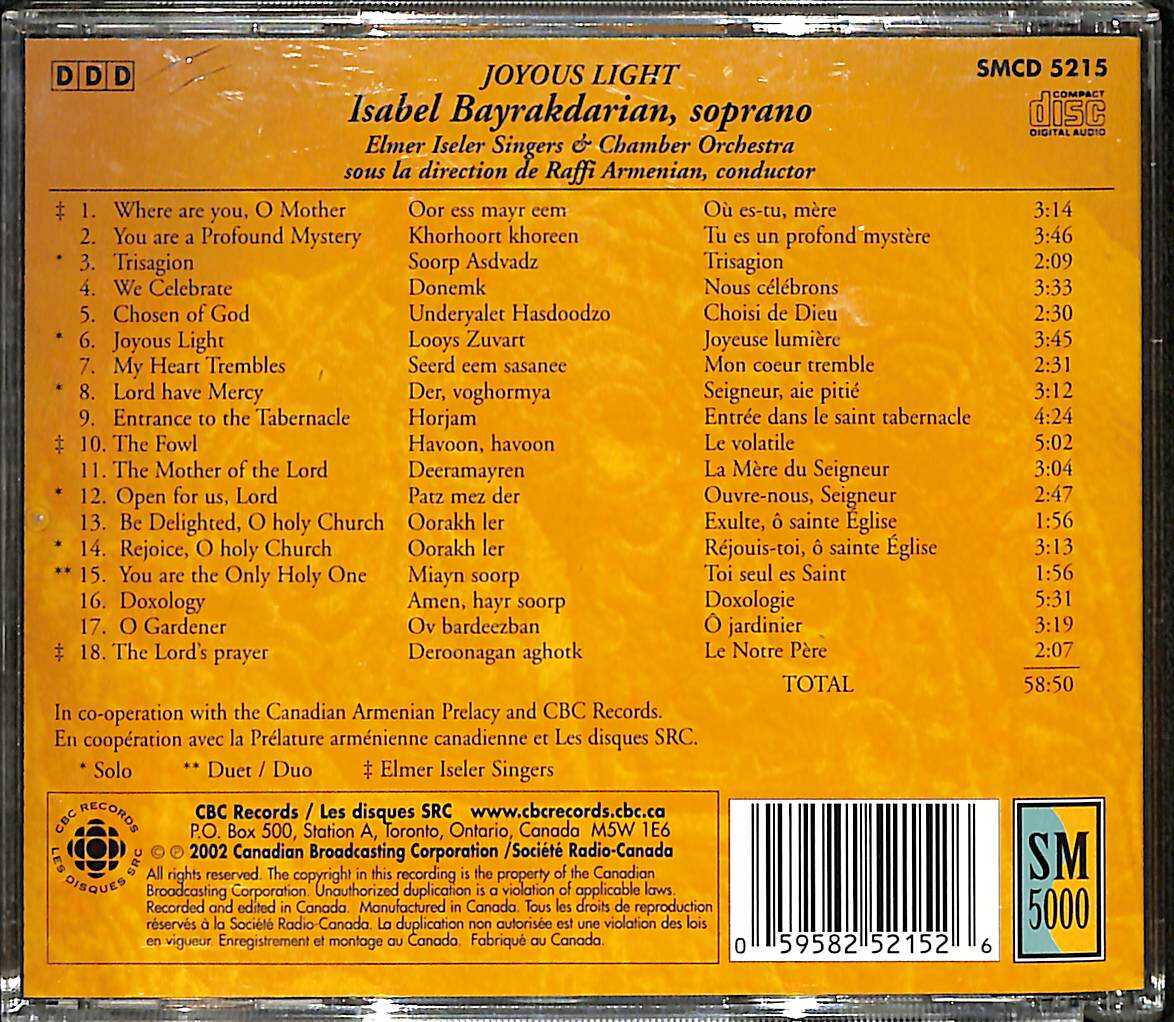 DDD
JOYOUS LIGHT
SMCD 5215
Isabel Bayrakdarian, soprano
COMPACT
disc
DIGITAL AUDIO
Elmer Iseler Singers & Chamber Orchestra
sous la direction de Raffi Armenian, conductor
‡ 1. Where are you, O Mother Oor ess mayr eem Où es-tu, mère 3:14
2. You are a Profound Mystery Khorhoort khoreen Tu es un profond mystère 3:46
* 3. Trisagion Soorp Asdvadz Trisagion 2:09
4. We Celebrate Donemk Nous célébrons 3:33
5. Chosen of God Underyalet Hasdoodzo Choisi de Dieu 2:30
* 6. Joyous Light Looys Zuvart Joyeuse lumière 3:45
7. My Heart Trembles Seerd eem sasanee Mon coeur tremble 2:31
* 8. Lord have Mercy Der, voghormya Seigneur, aie pitié 3:12
9. Entrance to the Tabernacle Horjam Entrée dans le saint tabernacle 4:24
‡ 10. The Fowl Havoon, havoon Le volatile 5:02
11. The Mother of the Lord Deeramayren La Mère du Seigneur 3:04
* 12. Open for us, Lord Patz mez der Ouvre-nous, Seigneur 2:47
13. Be Delighted, O holy Church Oorakh ler Exulte, ô sainte Église 1:56
* 14. Rejoice, O holy Church Oorakh ler Réjouis-toi, ô sainte Église 3:13
** 15. You are the Only Holy One Miayn soorp Toi seul es Saint 1:56
16. Doxology Amen, hayr soorp Doxologie 5:31
17. O Gardener Ov bardeezban Ô jardinier 3:19
‡ 18. The Lord's prayer Deroonagan aghotk Le Notre Père 2:07
TOTAL 58:50
In co-operation with the Canadian Armenian Prelacy and CBC Records.
En coopération avec la Prélature arménienne canadienne et Les disques SRC.
* Solo ** Duet / Duo ‡ Elmer Iseler Singers
CBC RECORDS
LES DISQUES SRC
CBC Records / Les disques SRC www.cbcrecords.cbc.ca
P.O. Box 500, Station A, Toronto, Ontario, Canada M5W 1E6
© ℗ 2002 Canadian Broadcasting Corporation /Société Radio-Canada
All rights reserved. The copyright in this recording is the property of the Canadian
Broadcasting Corporation. Unauthorized duplication is a violation of applicable laws.
Recorded and edited in Canada. Manufactured in Canada. Tous les droits de reproduction
réservés à la Société Radio-Canada. La duplication non autorisée est une violation des lois
en vigueur. Enregistrement et montage au Canada. Fabriqué au Canada.
0 59582 52152 6
SM
5000